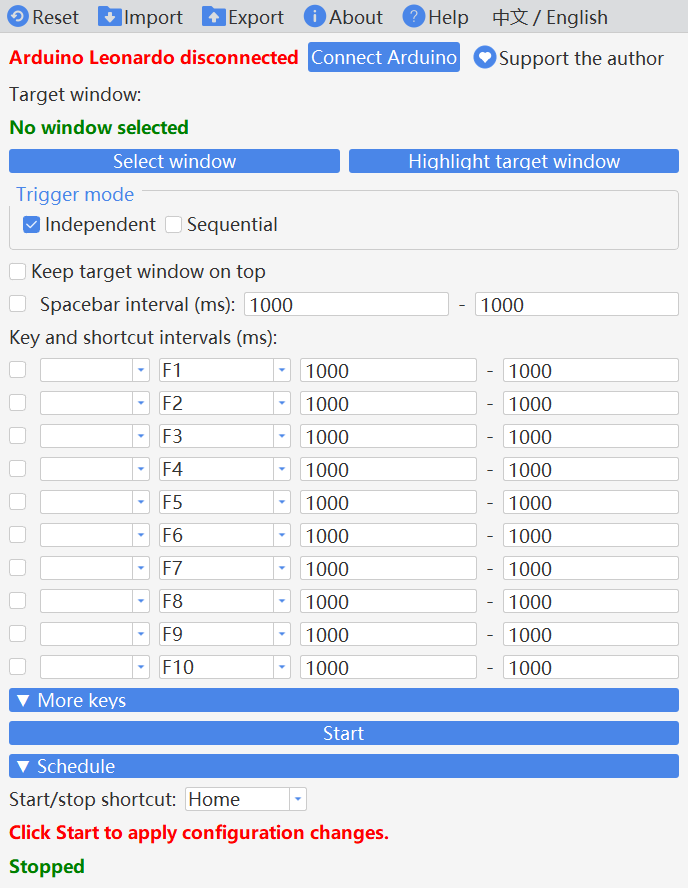 Reset Import Export About Help 中文 / English
Arduino Leonardo disconnected Connect Arduino Support the author
Target window:
No window selected
Select window Highlight target window
Trigger mode
Independent Sequential
Keep target window on top
Spacebar interval (ms): 1000 - 1000
Key and shortcut intervals (ms):
F1 1000 - 1000
F2 1000 - 1000
F3 1000 - 1000
F4 1000 - 1000
F5 1000 - 1000
F6 1000 - 1000
F7 1000 - 1000
F8 1000 - 1000
F9 1000 - 1000
F10 1000 - 1000
▼ More keys
Start
▼ Schedule
Start/stop shortcut: Home
Click Start to apply configuration changes.
Stopped